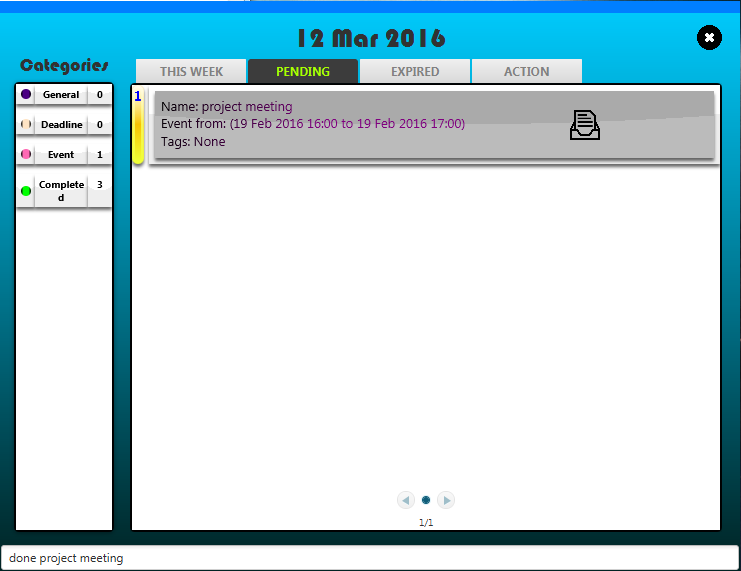 12 Mar 2016
Categories
THIS WEEK PENDING EXPIRED ACTION
General 0
Deadline 0
Event 1
Complete 3
d
1
Name: project meeting
Event from: (19 Feb 2016 16:00 to 19 Feb 2016 17:00)
Tags: None
1/1
done project meeting